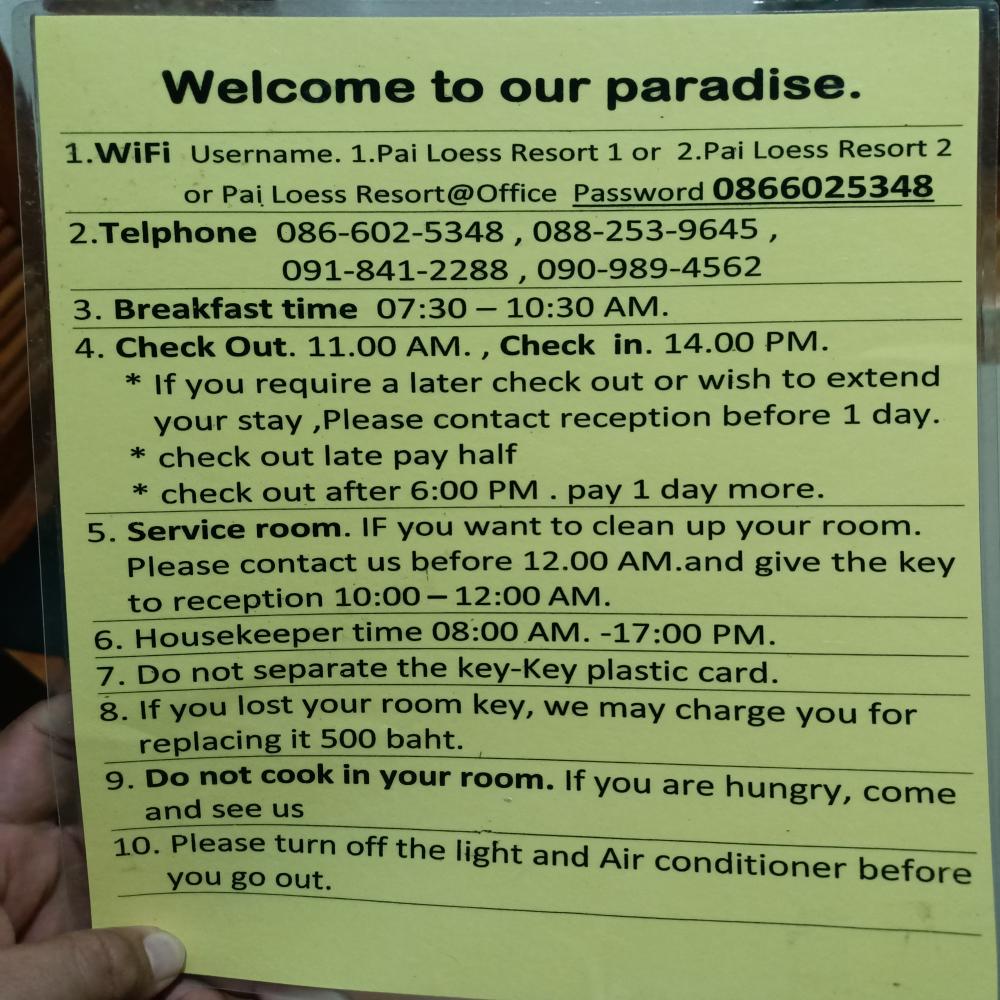 Welcome to our paradise.
1.WiFi Username. 1.Pai Loess Resort 1 or 2.Pai Loess Resort 2
or Pai Loess Resort@Office Password 0866025348
2.Telphone 086-602-5348 , 088-253-9645 ,
091-841-2288 , 090-989-4562
3. Breakfast time 07:30 – 10:30 AM.
4. Check Out. 11.00 AM. , Check in. 14.00 PM.
* If you require a later check out or wish to extend
your stay ,Please contact reception before 1 day.
* check out late pay half
* check out after 6:00 PM . pay 1 day more.
5. Service room. IF you want to clean up your room.
Please contact us before 12.00 AM.and give the key
to reception 10:00 – 12:00 AM.
6. Housekeeper time 08:00 AM. -17:00 PM.
7. Do not separate the key-Key plastic card.
8. If you lost your room key, we may charge you for
replacing it 500 baht.
9. Do not cook in your room. If you are hungry, come
and see us
10. Please turn off the light and Air conditioner before
you go out.